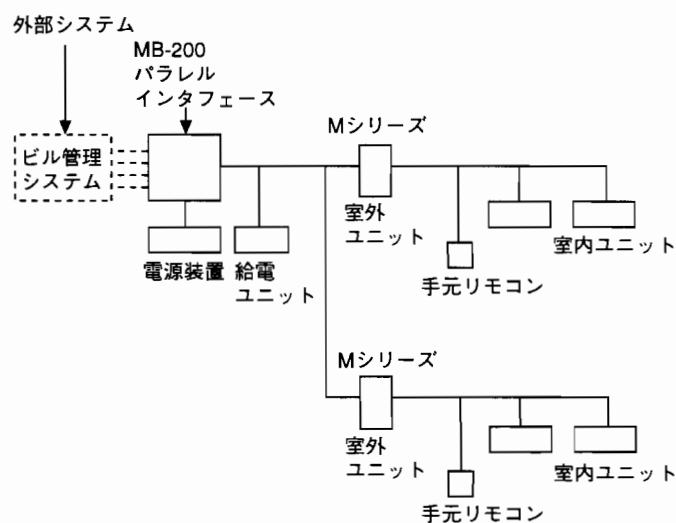 外部システム
MB-200
パラレル
インタフェース
ビル管理
システム
電源装置
給電
ユニット
Mシリーズ
室外
ユニット
手元リモコン
室内ユニット
Mシリーズ
室外
ユニット
手元リモコン
室内ユニット